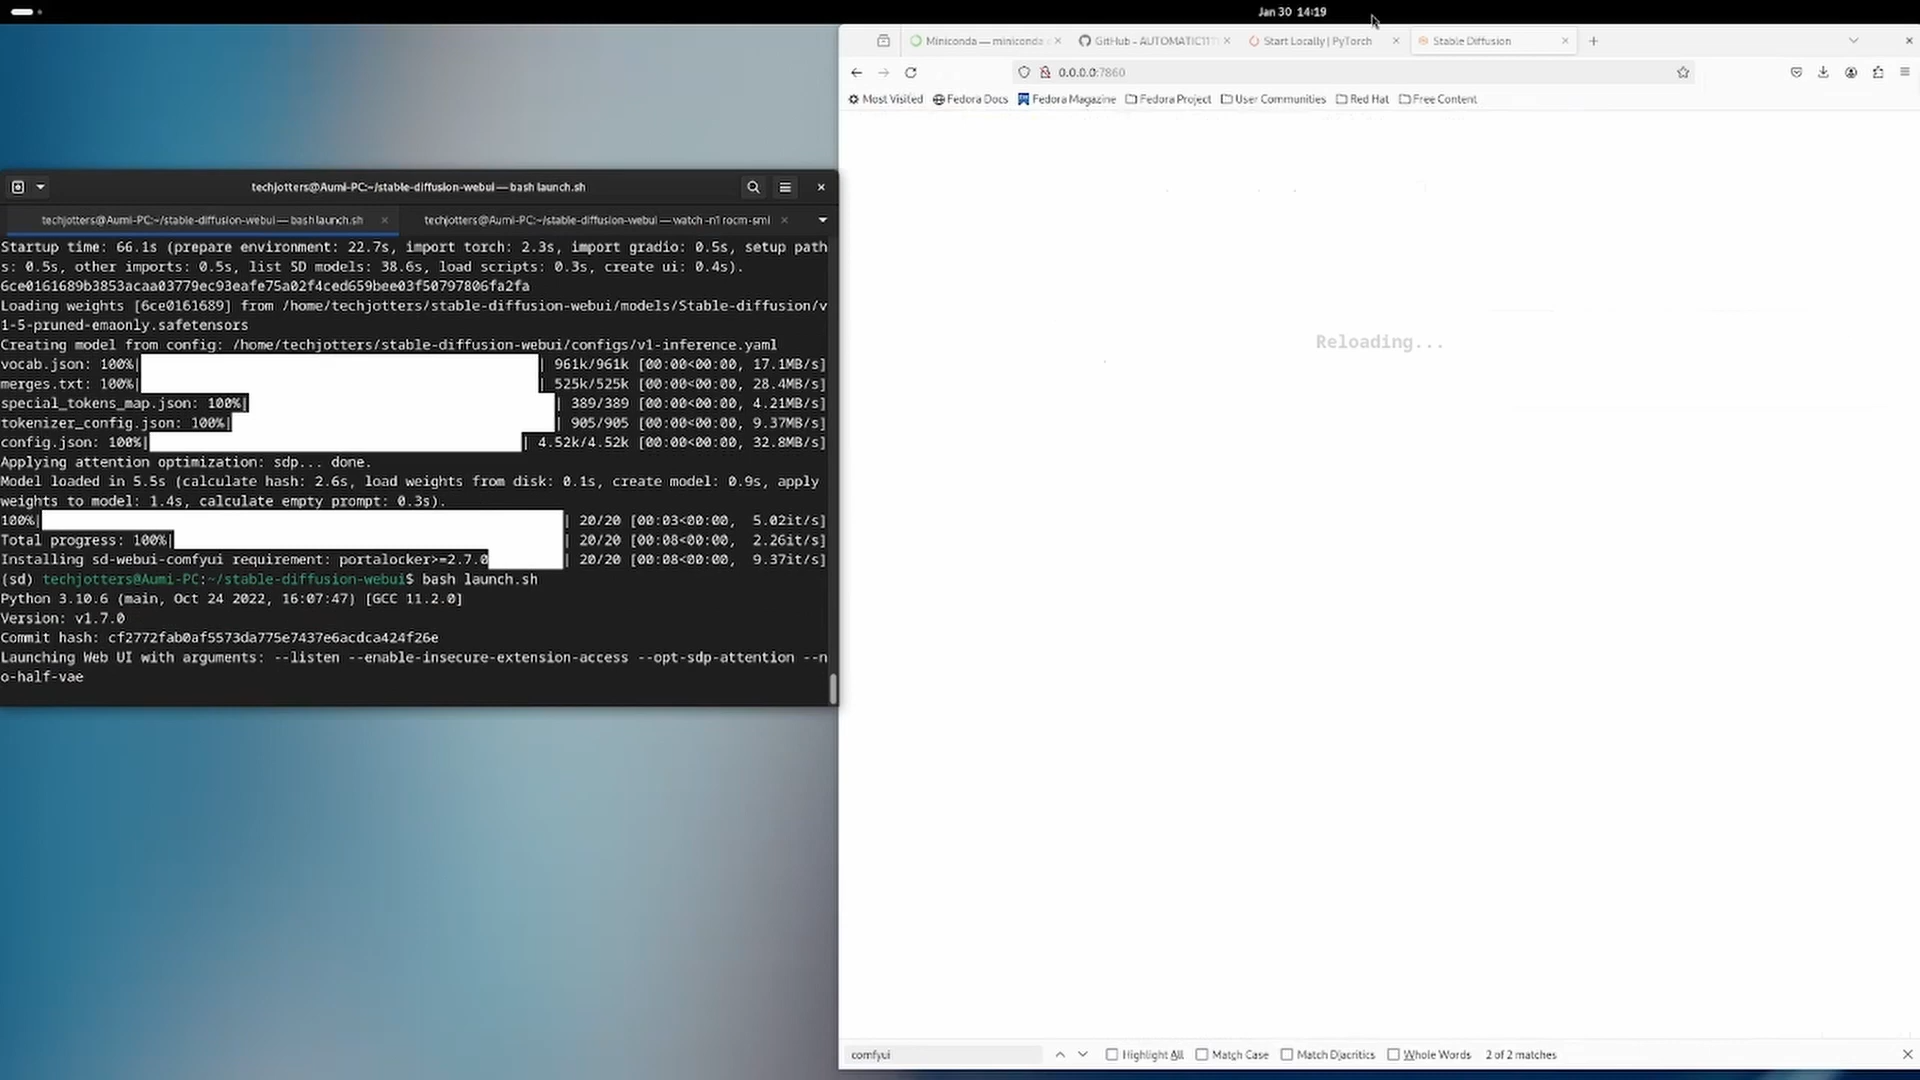 Jan 30 14:19
Miniconda — miniconda
GitHub - AUTOMATIC111
Start Locally | PyTorch
Stable Diffusion
0.0.0.0:7860
Most Visited
Fedora Docs
Fedora Magazine
Fedora Project
User Communities
Red Hat
Free Content
techjotters@Aumi-PC:~/stable-diffusion-webui — bash launch.sh
techjotters@Aumi-PC:~/stable-diffusion-webui — bash launch.sh
techjotters@Aumi-PC:~/stable-diffusion-webui — watch -n1 rocm-smi
Startup time: 66.1s (prepare environment: 22.7s, import torch: 2.3s, import gradio: 0.5s, setup path
s: 0.5s, other imports: 0.5s, list SD models: 38.6s, load scripts: 0.3s, create ui: 0.4s).
6ce0161689b3853acaa03779ec93eafe75a02f4ced659bee03f50797806fa2fa
Loading weights [6ce0161689] from /home/techjotters/stable-diffusion-webui/models/Stable-diffusion/v
1-5-pruned-emaonly.safetensors
Creating model from config: /home/techjotters/stable-diffusion-webui/configs/v1-inference.yaml
vocab.json: 100%| | 961k/961k [00:00<00:00, 17.1MB/s]
merges.txt: 100%| | 525k/525k [00:00<00:00, 28.4MB/s]
special_tokens_map.json: 100%| | 389/389 [00:00<00:00, 4.21MB/s]
tokenizer_config.json: 100%| | 905/905 [00:00<00:00, 9.37MB/s]
config.json: 100%| | 4.52k/4.52k [00:00<00:00, 32.8MB/s]
Applying attention optimization: sdp... done.
Model loaded in 5.5s (calculate hash: 2.6s, load weights from disk: 0.1s, create model: 0.9s, apply
weights to model: 1.4s, calculate empty prompt: 0.3s).
100%| | 20/20 [00:03<00:00, 5.02it/s]
Total progress: 100%| | 20/20 [00:08<00:00, 2.26it/s]
Installing sd-webui-comfyui requirement: portalocker>=2.7.0 | 20/20 [00:08<00:00, 9.37it/s]
(sd) techjotters@Aumi-PC:~/stable-diffusion-webui$ bash launch.sh
Python 3.10.6 (main, Oct 24 2022, 16:07:47) [GCC 11.2.0]
Version: v1.7.0
Commit hash: cf2772fab0af5573da775e7437e6acdca424f26e
Launching Web UI with arguments: --listen --enable-insecure-extension-access --opt-sdp-attention --n
o-half-vae
Reloading...
comfyui
Highlight All
Match Case
Match Diacritics
Whole Words
2 of 2 matches